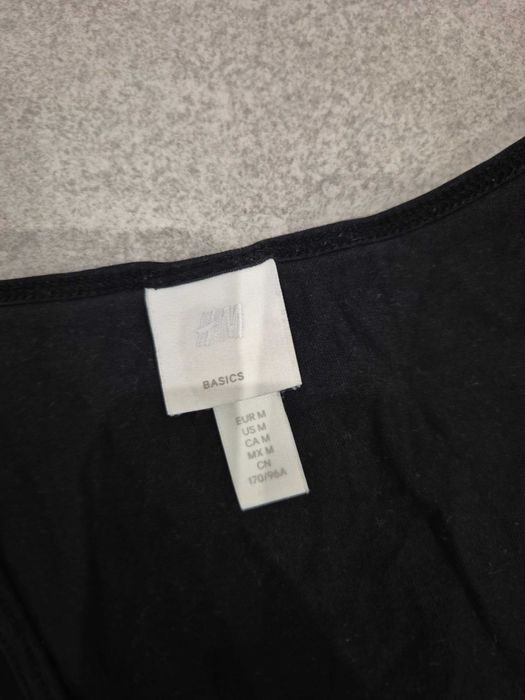 H&M
BASICS
EUR M
US M
CA M
MX M
CN
170/96A